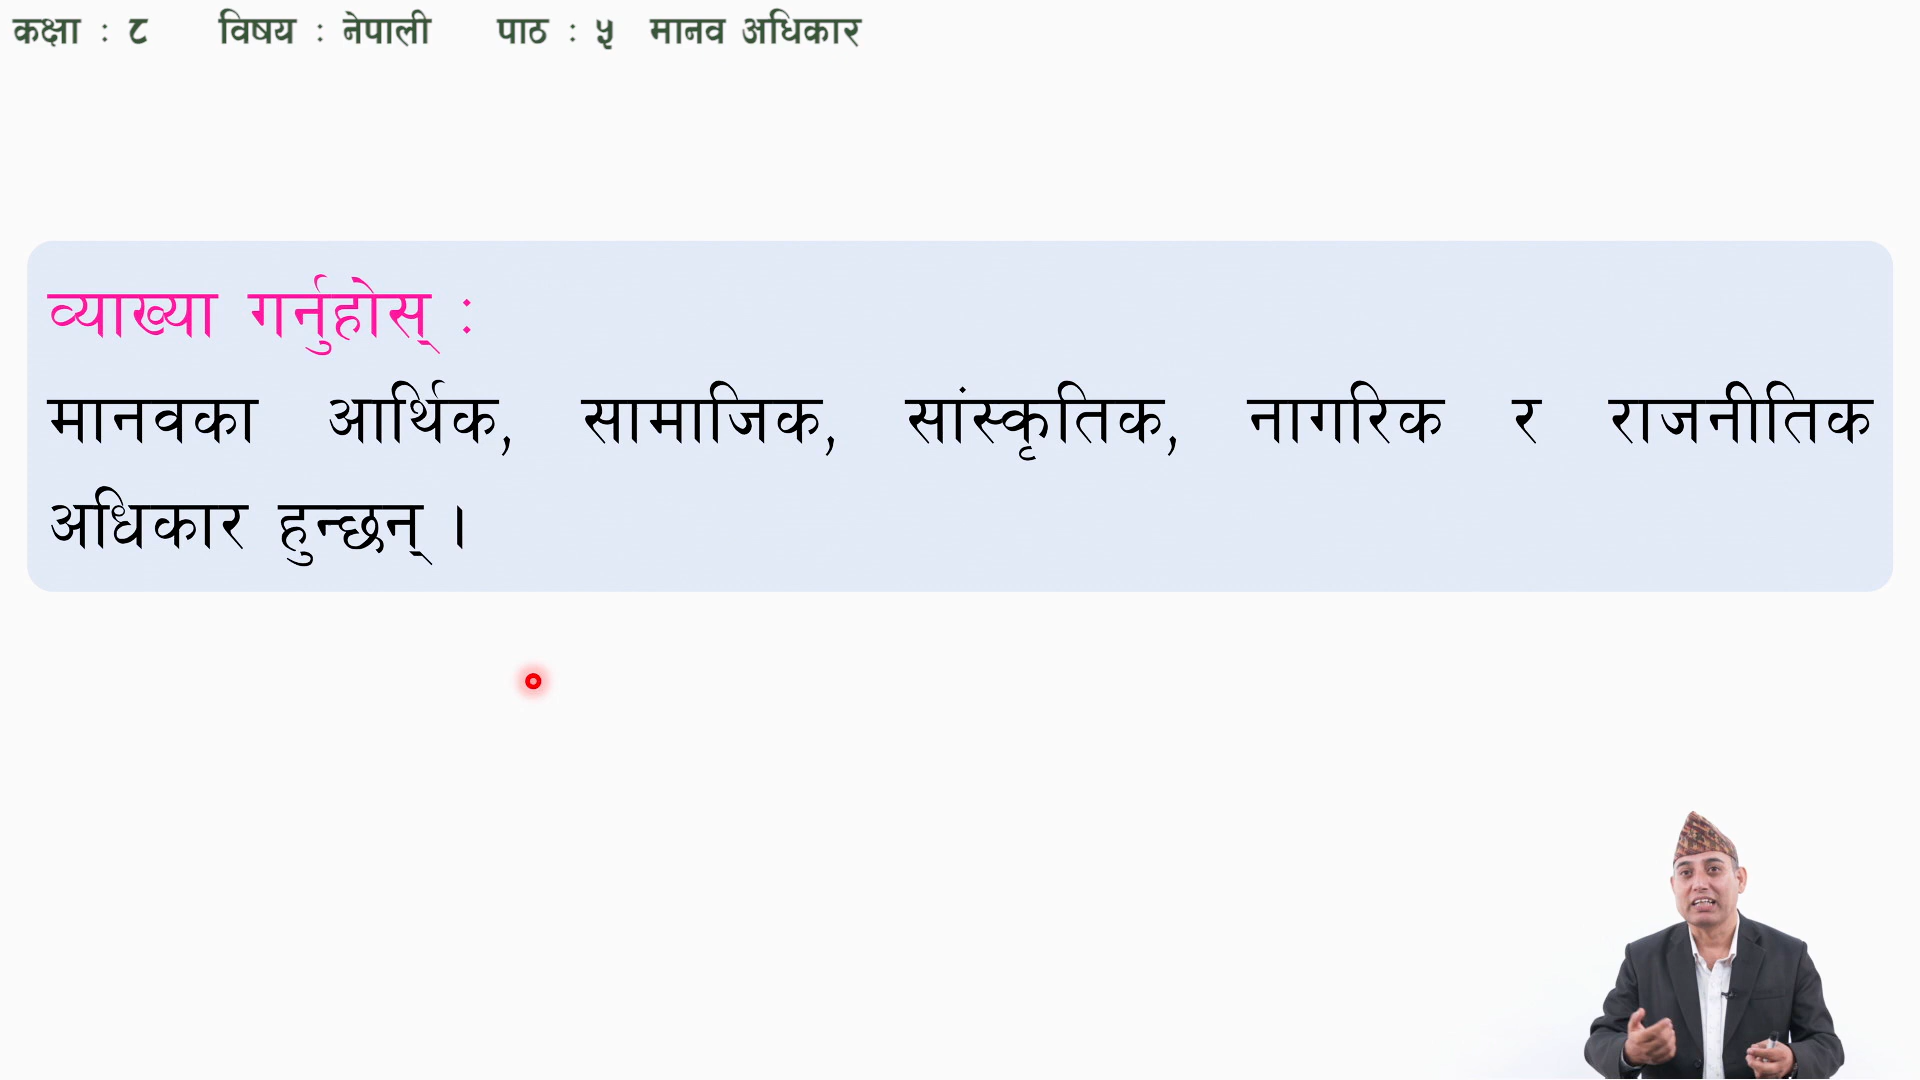 कक्षा : ८ विषय : नेपाली पाठ : ५ मानव अधिकार
व्याख्या गर्नुहोस् :
मानवका आर्थिक, सामाजिक, सांस्कृतिक, नागरिक र राजनीतिक
अधिकार हुन्छन् ।